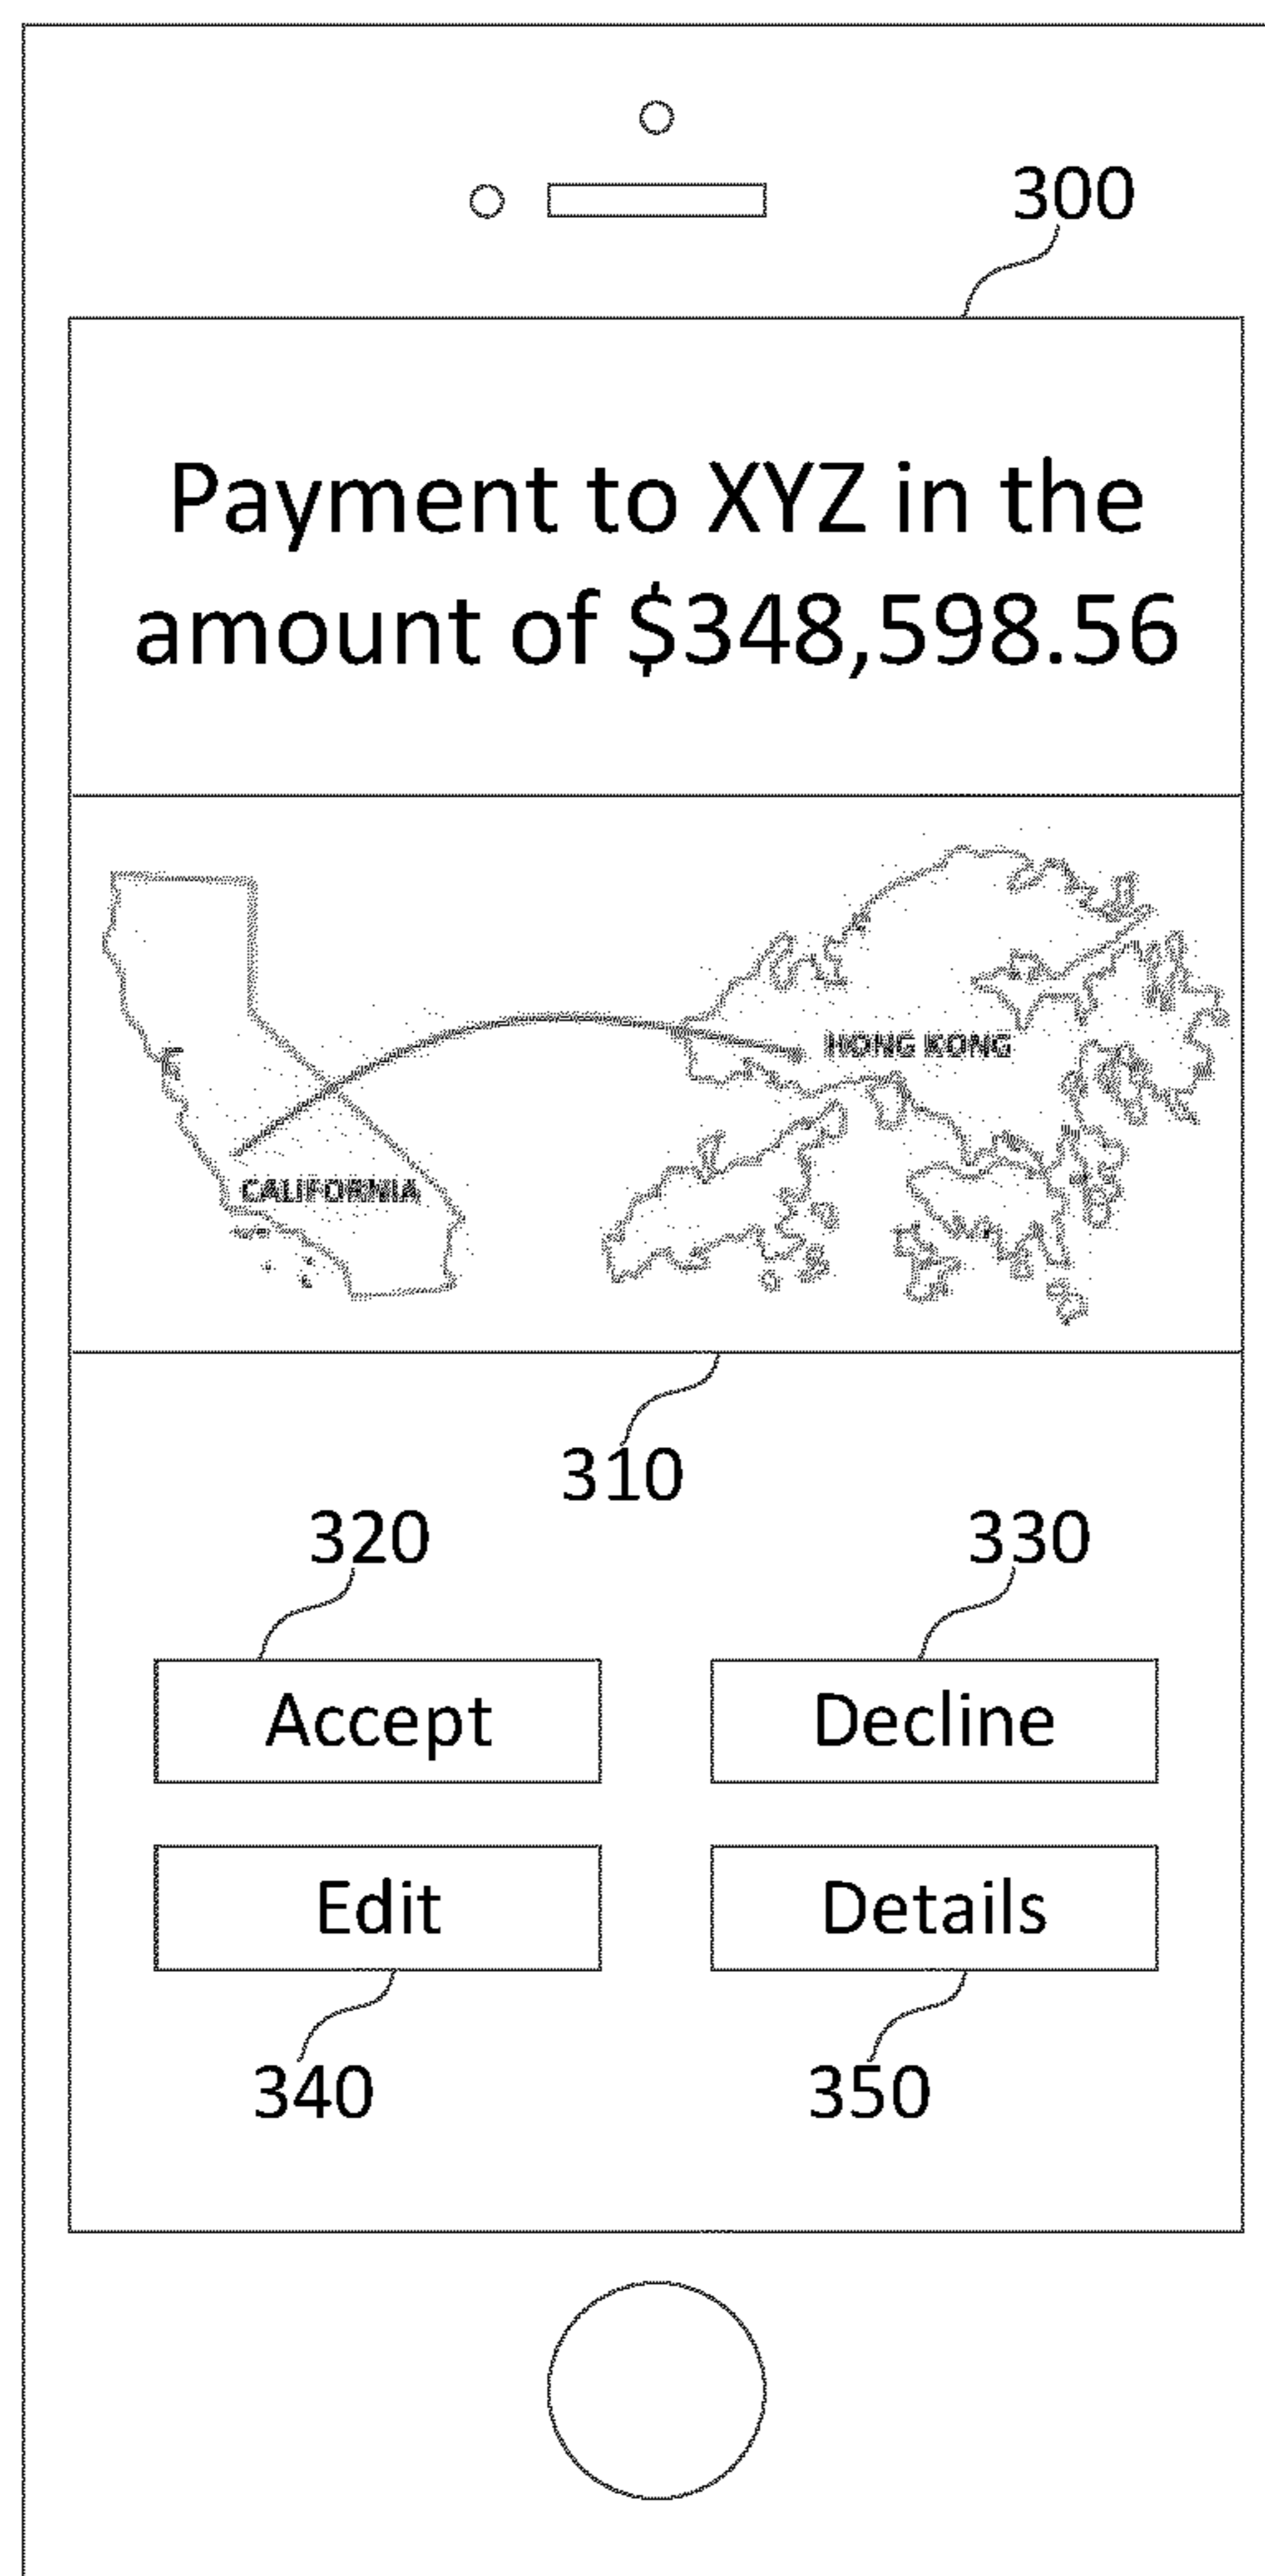 300
Payment to XYZ in the
amount of $348,598.56
HONG KONG
CALIFORNIA
310
320
330
Accept
Decline
Edit
Details
340
350